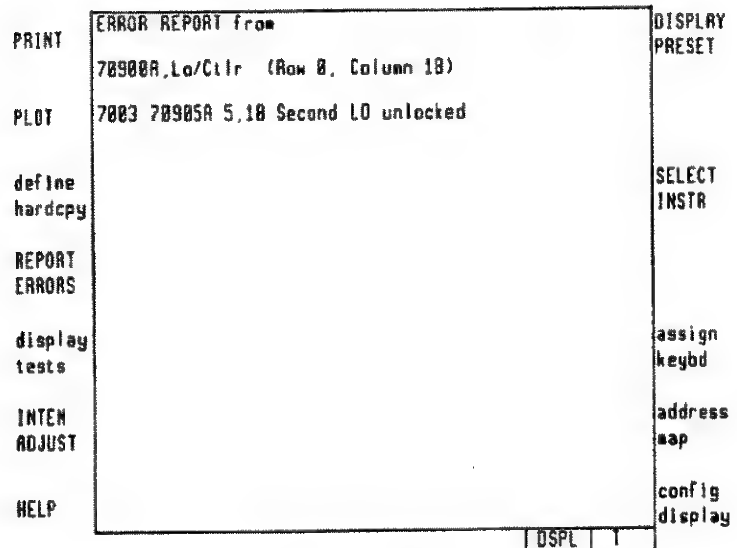 PRINT
PLOT
define
hardcpy
REPORT
ERRORS
display
tests
INTEN
ADJUST
HELP
ERROR REPORT from
70900A,Lo/Ctlr (Row 0, Column 18)
7003 70905A 5,18 Second LO unlocked
DISPLAY
PRESET
SELECT
INSTR
assign
keybd
address
map
config
display
DSPL